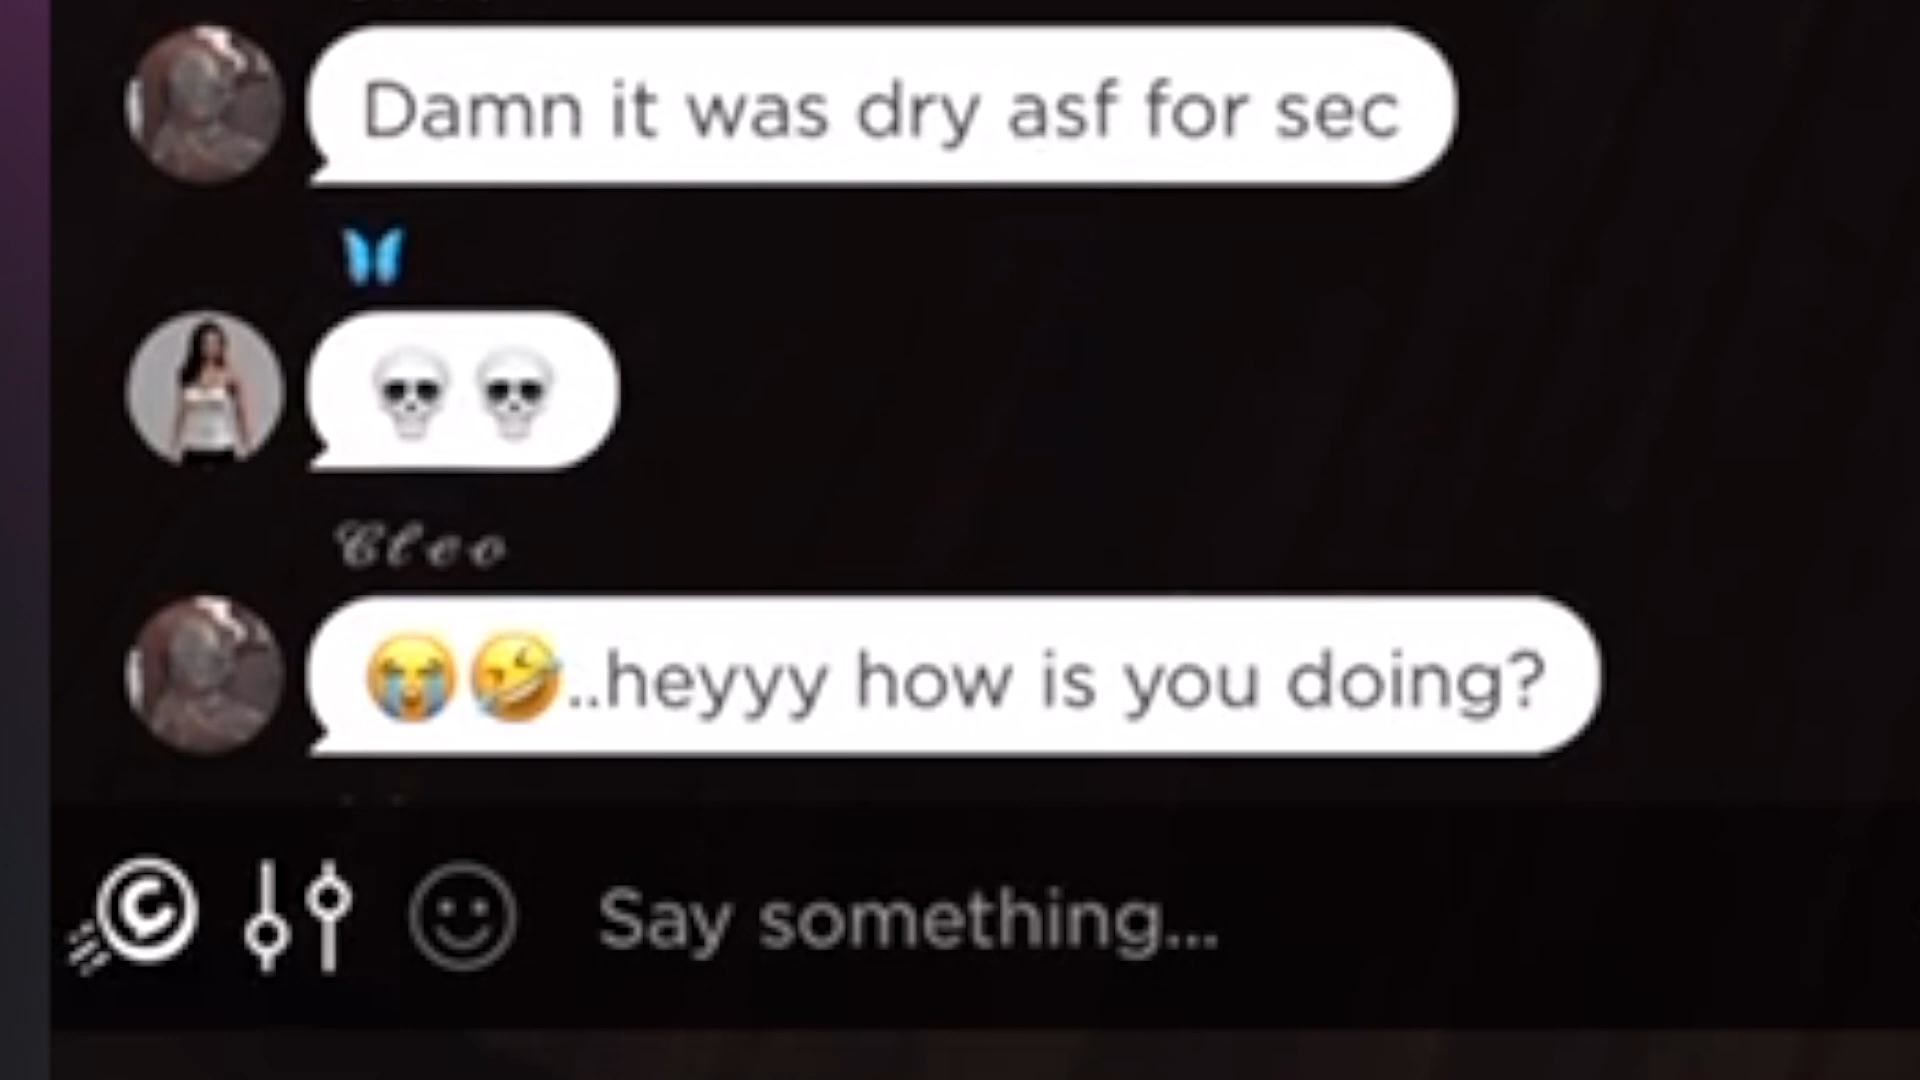 Damn it was dry asf for sec
🦋
💀💀
𝓒𝓵𝓮𝓸
😭🤣..heyyy how is you doing?
Say something...